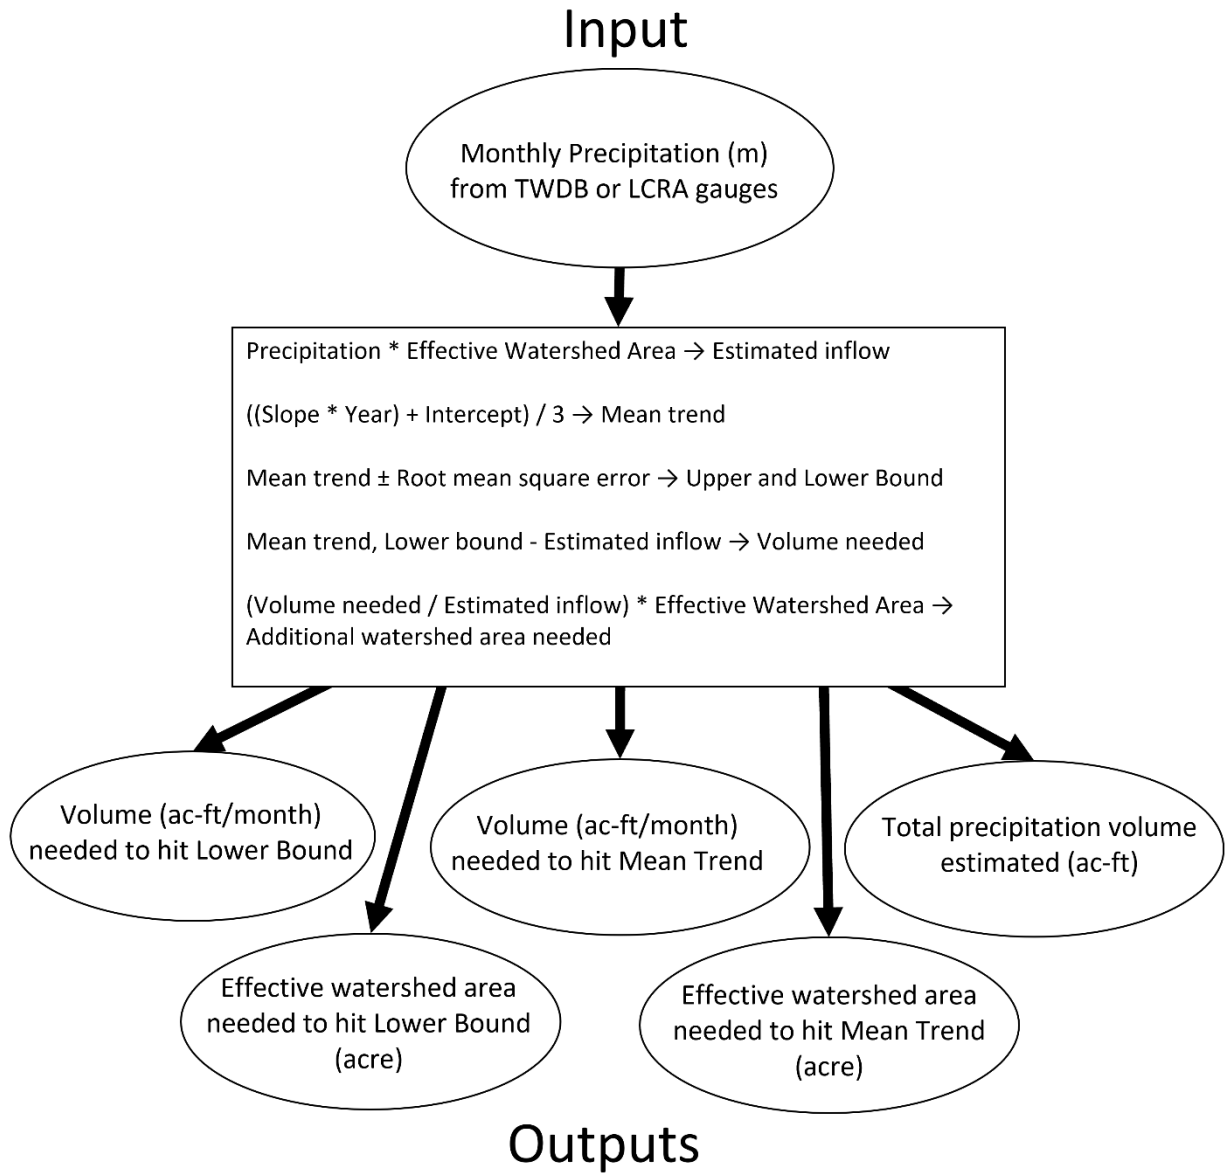 Input
Monthly Precipitation (m)
from TWDB or LCRA gauges
Precipitation * Effective Watershed Area → Estimated inflow
((Slope * Year) + Intercept) / 3 → Mean trend
Mean trend ± Root mean square error → Upper and Lower Bound
Mean trend, Lower bound - Estimated inflow → Volume needed
(Volume needed / Estimated inflow) * Effective Watershed Area →
Additional watershed area needed
Volume (ac-ft/month)
needed to hit Lower Bound
Volume (ac-ft/month)
needed to hit Mean Trend
Total precipitation volume
estimated (ac-ft)
Effective watershed area
needed to hit Lower Bound
(acre)
Effective watershed area
needed to hit Mean Trend
(acre)
Outputs